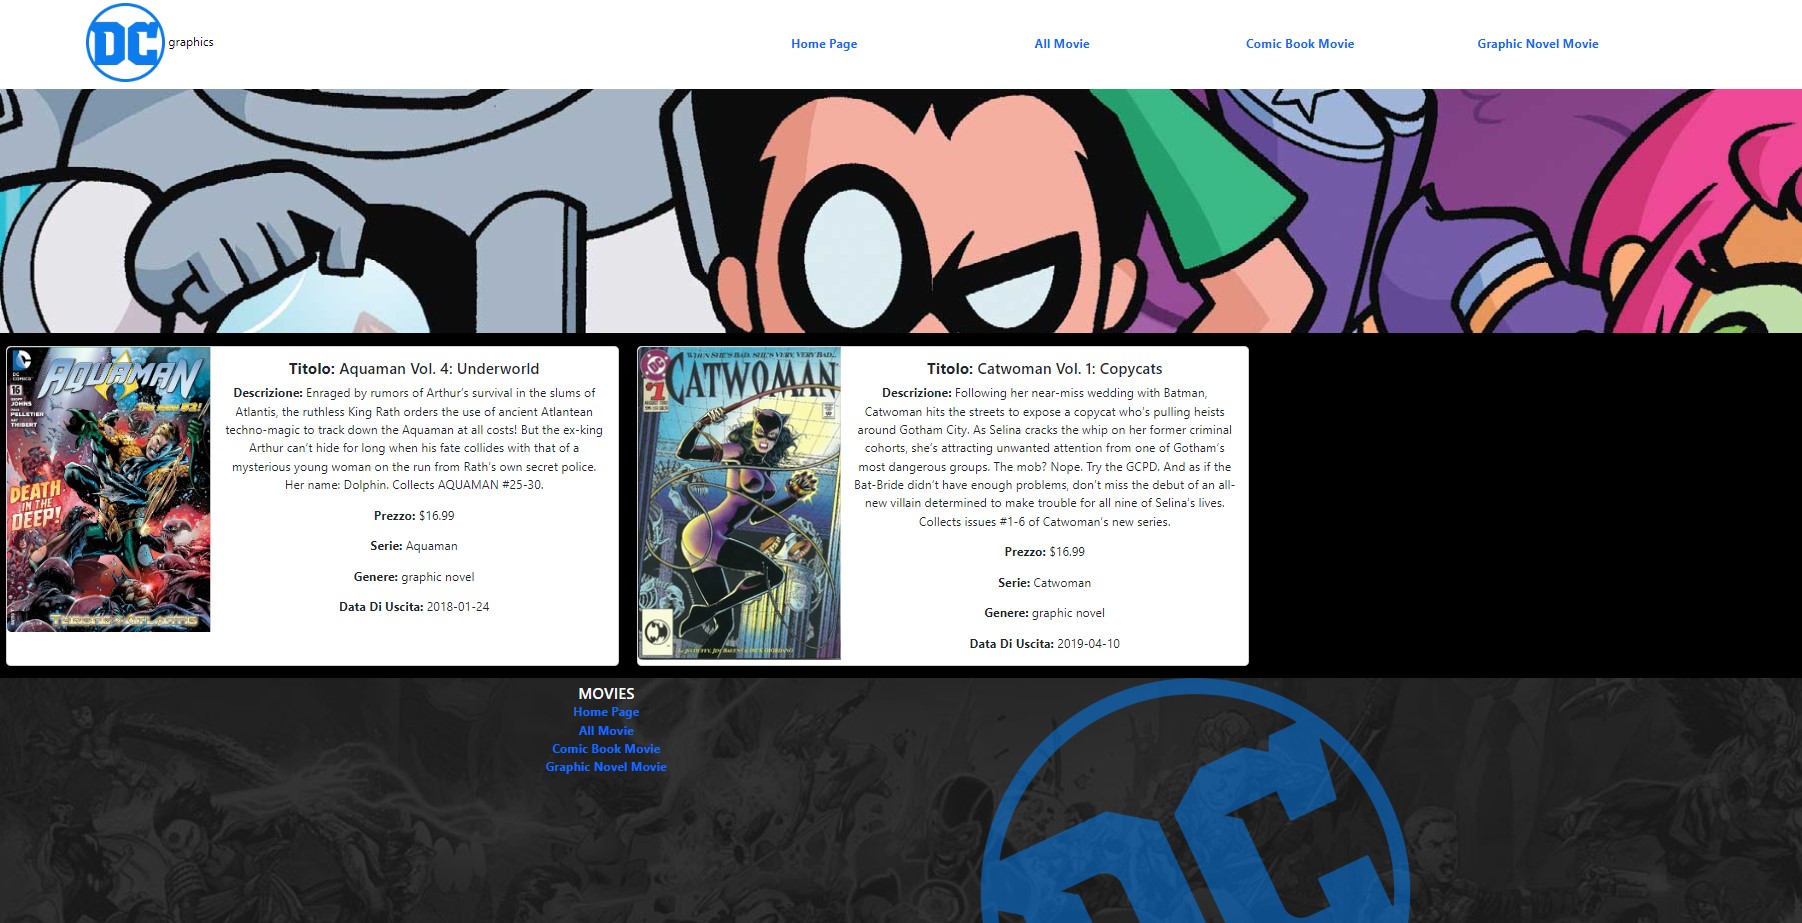 DC graphics
Home Page
All Movie
Comic Book Movie
Graphic Novel Movie
DC COMICS
AQUAMAN
16
THE NEW 52!
JOHNS
PELLETIER
THIBERT
DEATH
IN THE
DEEP!
THRONE OF ATLANTIS
Titolo: Aquaman Vol. 4: Underworld
Descrizione: Enraged by rumors of Arthur's survival in the slums of
Atlantis, the ruthless King Rath orders the use of ancient Atlantean
techno-magic to track down the Aquaman at all costs! But the ex-king
Arthur can't hide for long when his fate collides with that of a
mysterious young woman on the run from Rath's own secret police.
Her name: Dolphin. Collects AQUAMAN #25-30.
Prezzo: $16.99
Serie: Aquaman
Genere: graphic novel
Data Di Uscita: 2018-01-24
WHEN SHE'S BAD, SHE'S VERY, VERY BAD...
DC
#1
CATWOMAN
Titolo: Catwoman Vol. 1: Copycats
Descrizione: Following her near-miss wedding with Batman,
Catwoman hits the streets to expose a copycat who's pulling heists
around Gotham City. As Selina cracks the whip on her former criminal
cohorts, she's attracting unwanted attention from one of Gotham's
most dangerous groups. The mob? Nope. Try the GCPD. And as if the
Bat-Bride didn't have enough problems, don't miss the debut of an all-
new villain determined to make trouble for all nine of Selina's lives.
Collects issues #1-6 of Catwoman's new series.
Prezzo: $16.99
Serie: Catwoman
Genere: graphic novel
Data Di Uscita: 2019-04-10
MOVIES
Home Page
All Movie
Comic Book Movie
Graphic Novel Movie
DC